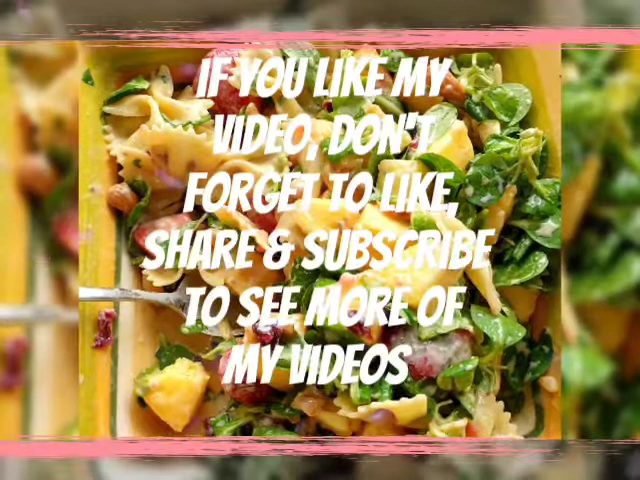 IF YOU LIKE MY
VIDEO, DON'T
FORGET TO LIKE,
SHARE & SUBSCRIBE
TO SEE MORE OF
MY VIDEOS